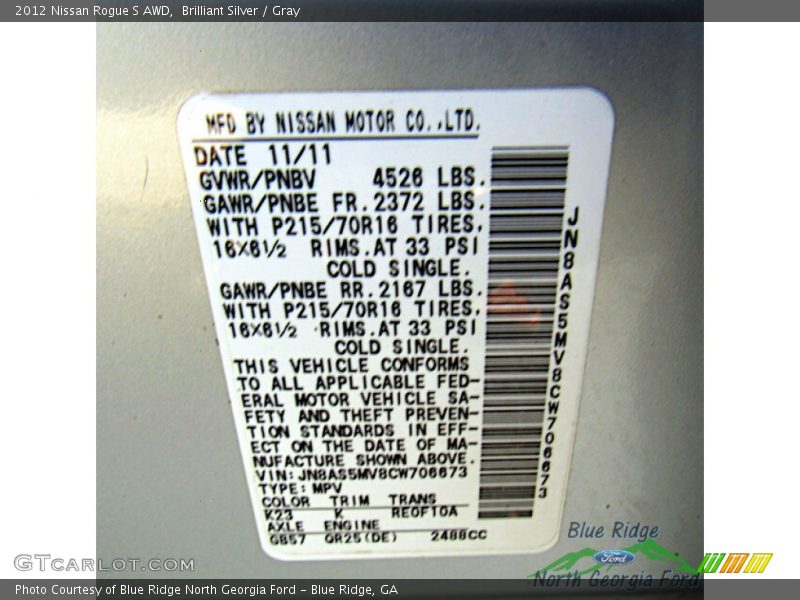 2012 Nissan Rogue S AWD,  Brilliant Silver / Gray
MFD BY NISSAN MOTOR CO.,LTD.
DATE 11/11
GVWR/PNBV 4526 LBS.
GAWR/PNBE FR.2372 LBS.
WITH P215/70R16 TIRES,
16X6½ RIMS.AT 33 PSI
COLD SINGLE.
GAWR/PNBE RR.2167 LBS.
WITH P215/70R16 TIRES,
16X6½ RIMS.AT 33 PSI
COLD SINGLE.
THIS VEHICLE CONFORMS
TO ALL APPLICABLE FED-
ERAL MOTOR VEHICLE SA-
FETY AND THEFT PREVEN-
TION STANDARDS IN EFF-
ECT ON THE DATE OF MA-
NUFACTURE SHOWN ABOVE.
VIN:JN8AS5MV8CW706673
TYPE:MPV
COLOR TRIM TRANS
K23 K RE0F10A
AXLE ENGINE
GB57 QR25(DE) 2488CC
JN8AS5MV8CW706673
Blue Ridge
Ford
North Georgia Ford
GTCARLOT.COM
Photo Courtesy of Blue Ridge North Georgia Ford – Blue Ridge, GA